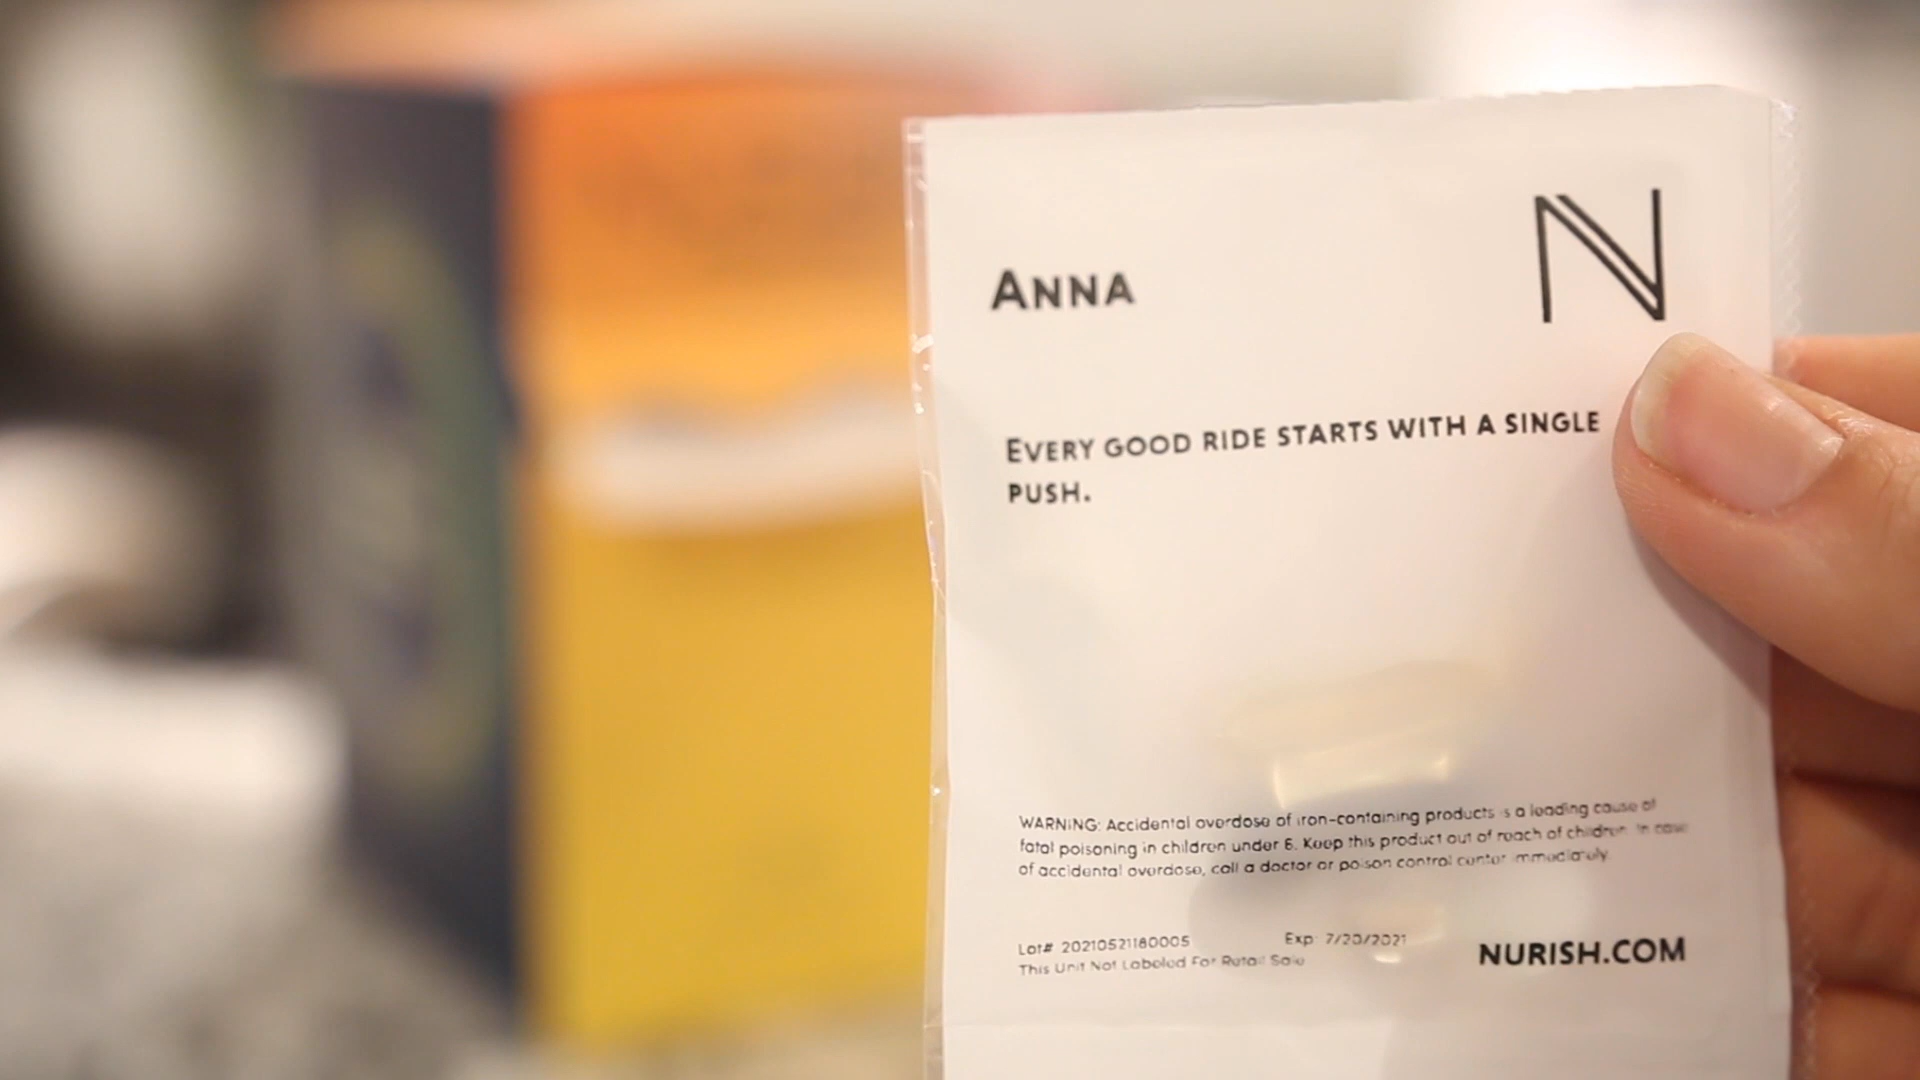 N
ANNA
EVERY GOOD RIDE STARTS WITH A SINGLE
PUSH.
WARNING: Accidental overdose of iron-containing products is a leading cause of
fatal poisoning in children under 6. Keep this product out of reach of children. In case
of accidental overdose, call a doctor or poison control center immediately.
Lot# 20210521180005 Exp: 7/20/2021
This Unit Not Labeled For Retail Sale
NURISH.COM